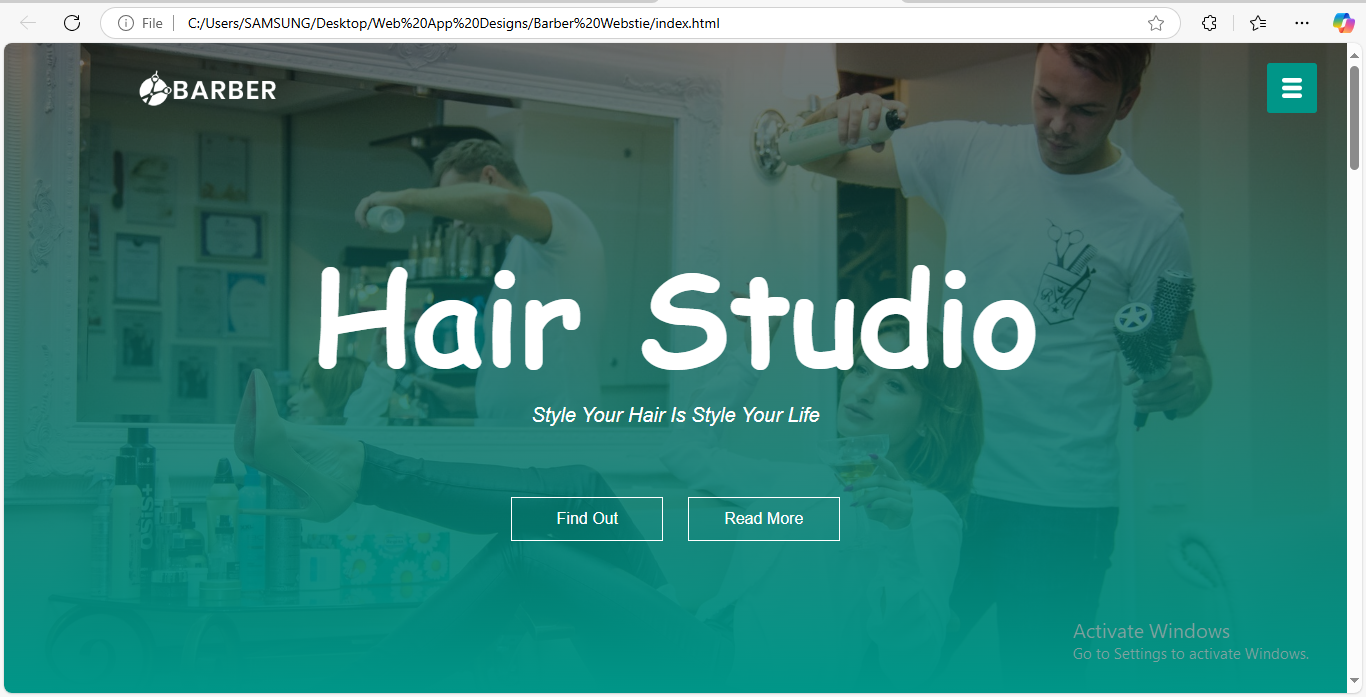 File
C:/Users/SAMSUNG/Desktop/Web%20App%20Designs/Barber%20Webstie/index.html
BARBER
Hair Studio
Style Your Hair Is Style Your Life
Find Out
Read More
Activate Windows
Go to Settings to activate Windows.